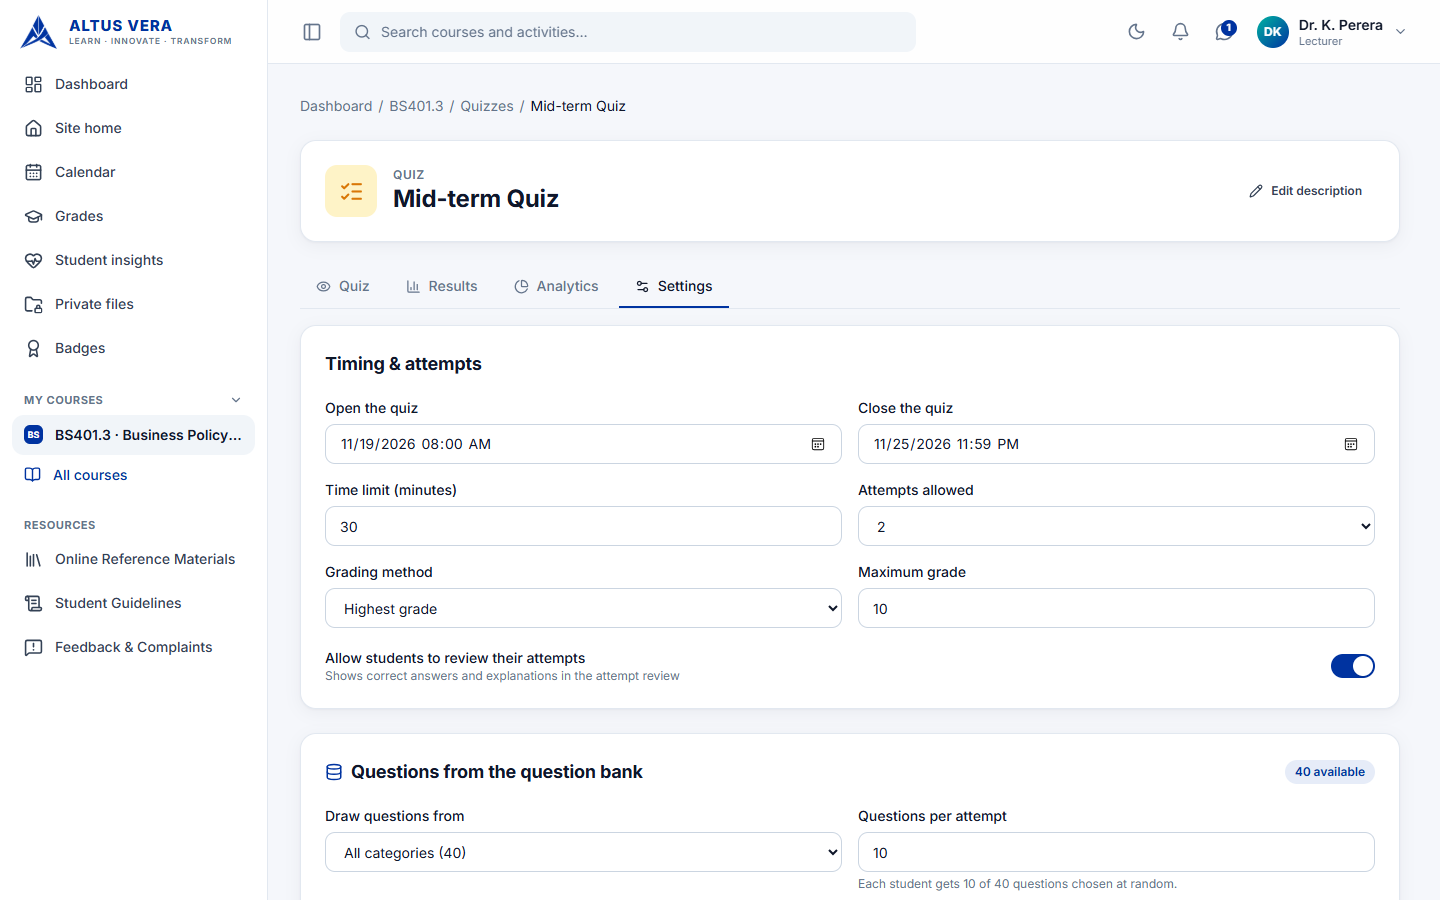 ALTUS VERA
LEARN · INNOVATE · TRANSFORM
Search courses and activities...
1
DK
Dr. K. Perera
Lecturer
Dashboard
Site home
Calendar
Grades
Student insights
Private files
Badges
MY COURSES
BS
BS401.3 · Business Policy...
All courses
RESOURCES
Online Reference Materials
Student Guidelines
Feedback & Complaints
Dashboard / BS401.3 / Quizzes / Mid-term Quiz
QUIZ
Mid-term Quiz
Edit description
Quiz
Results
Analytics
Settings
Timing & attempts
Open the quiz
Close the quiz
11/19/2026 08:00 AM
11/25/2026 11:59 PM
Time limit (minutes)
Attempts allowed
30
2
Grading method
Maximum grade
Highest grade
10
Allow students to review their attempts
Shows correct answers and explanations in the attempt review
Questions from the question bank
40 available
Draw questions from
Questions per attempt
All categories (40)
10
Each student gets 10 of 40 questions chosen at random.